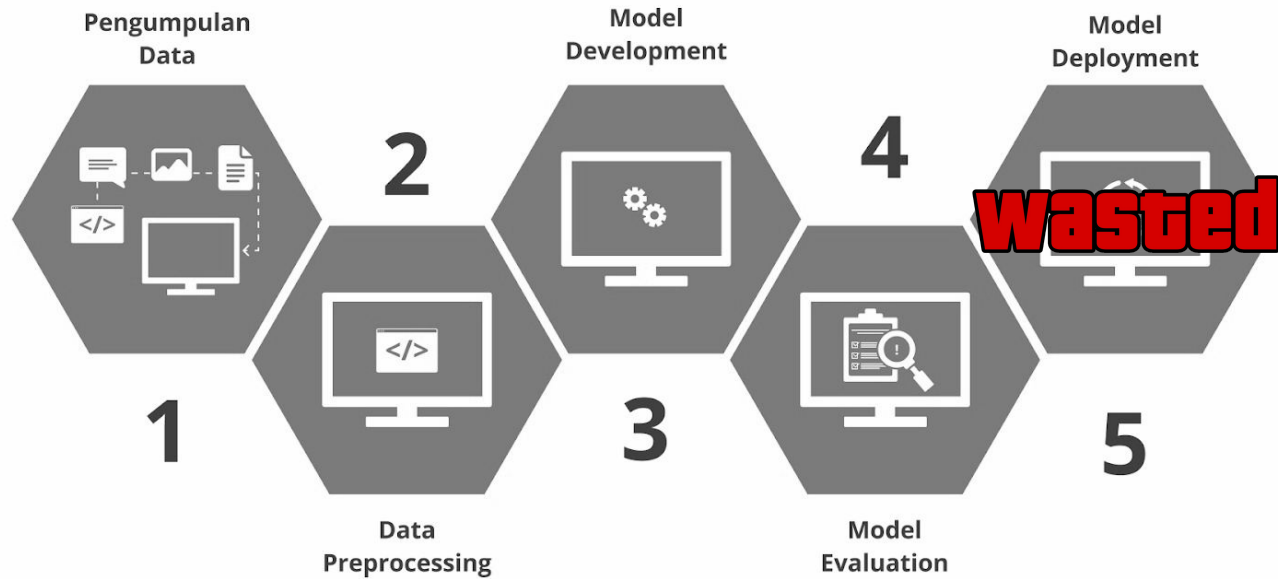 Pengumpulan
Data
1
2
Data
Preprocessing
</>
</>
Model
Development
3
4
Model
Evaluation
!
Model
Deployment
wasted
5